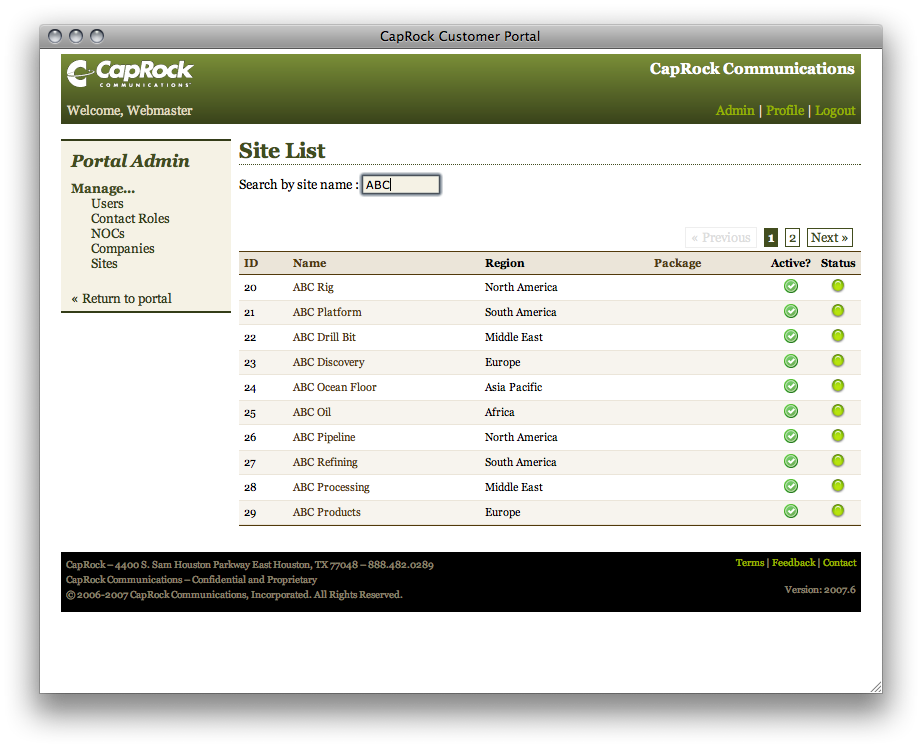 CapRock Customer Portal
CapRock
COMMUNICATIONS
CapRock Communications
Welcome, Webmaster
Admin | Profile | Logout
Portal Admin
Manage...
Users
Contact Roles
NOCs
Companies
Sites
« Return to portal
Site List
Search by site name : ABC
« Previous 1 2 Next »
ID Name Region Package Active? Status
20 ABC Rig North America
21 ABC Platform South America
22 ABC Drill Bit Middle East
23 ABC Discovery Europe
24 ABC Ocean Floor Asia Pacific
25 ABC Oil Africa
26 ABC Pipeline North America
27 ABC Refining South America
28 ABC Processing Middle East
29 ABC Products Europe
CapRock – 4400 S. Sam Houston Parkway East Houston, TX 77048 – 888.482.0289
CapRock Communications – Confidential and Proprietary
© 2006-2007 CapRock Communications, Incorporated. All Rights Reserved.
Terms | Feedback | Contact
Version: 2007.6